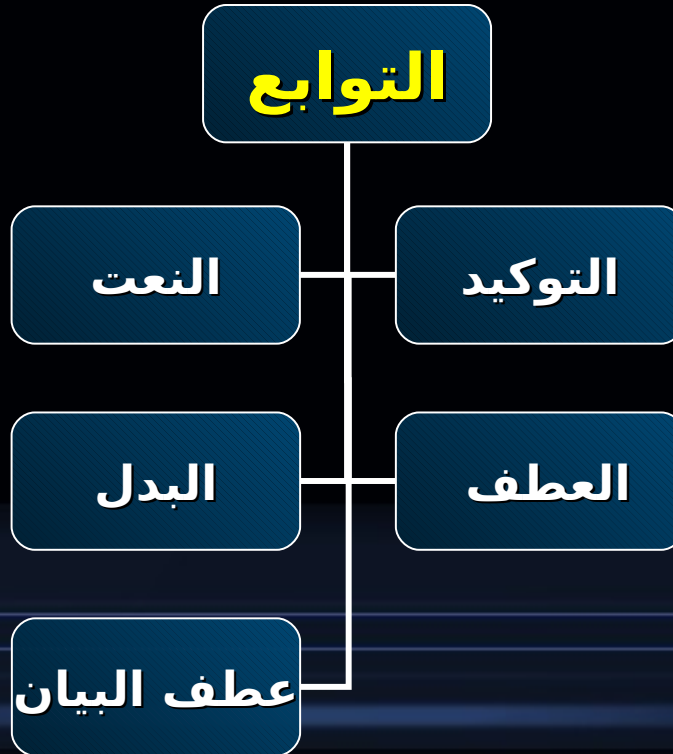 التوابع
التوكيد
النعت
العطف
البدل
عطف البيان